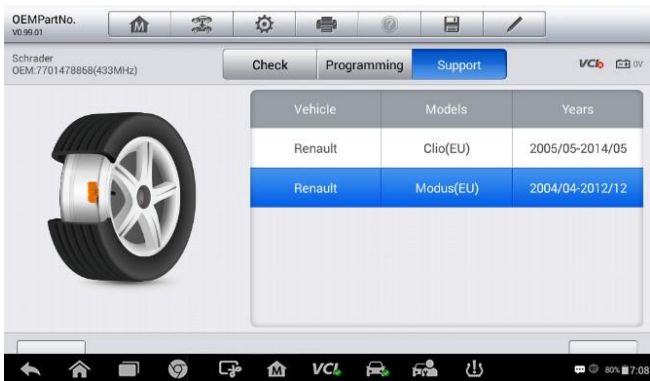 OEMPartNo.
V0.99.01
Schrader
OEM:7701478868(433MHz)
Check Programming Support
VCI 0V
Vehicle Models Years
Renault Clio(EU) 2005/05-2014/05
Renault Modus(EU) 2004/04-2012/12
VCI 80% 7:08